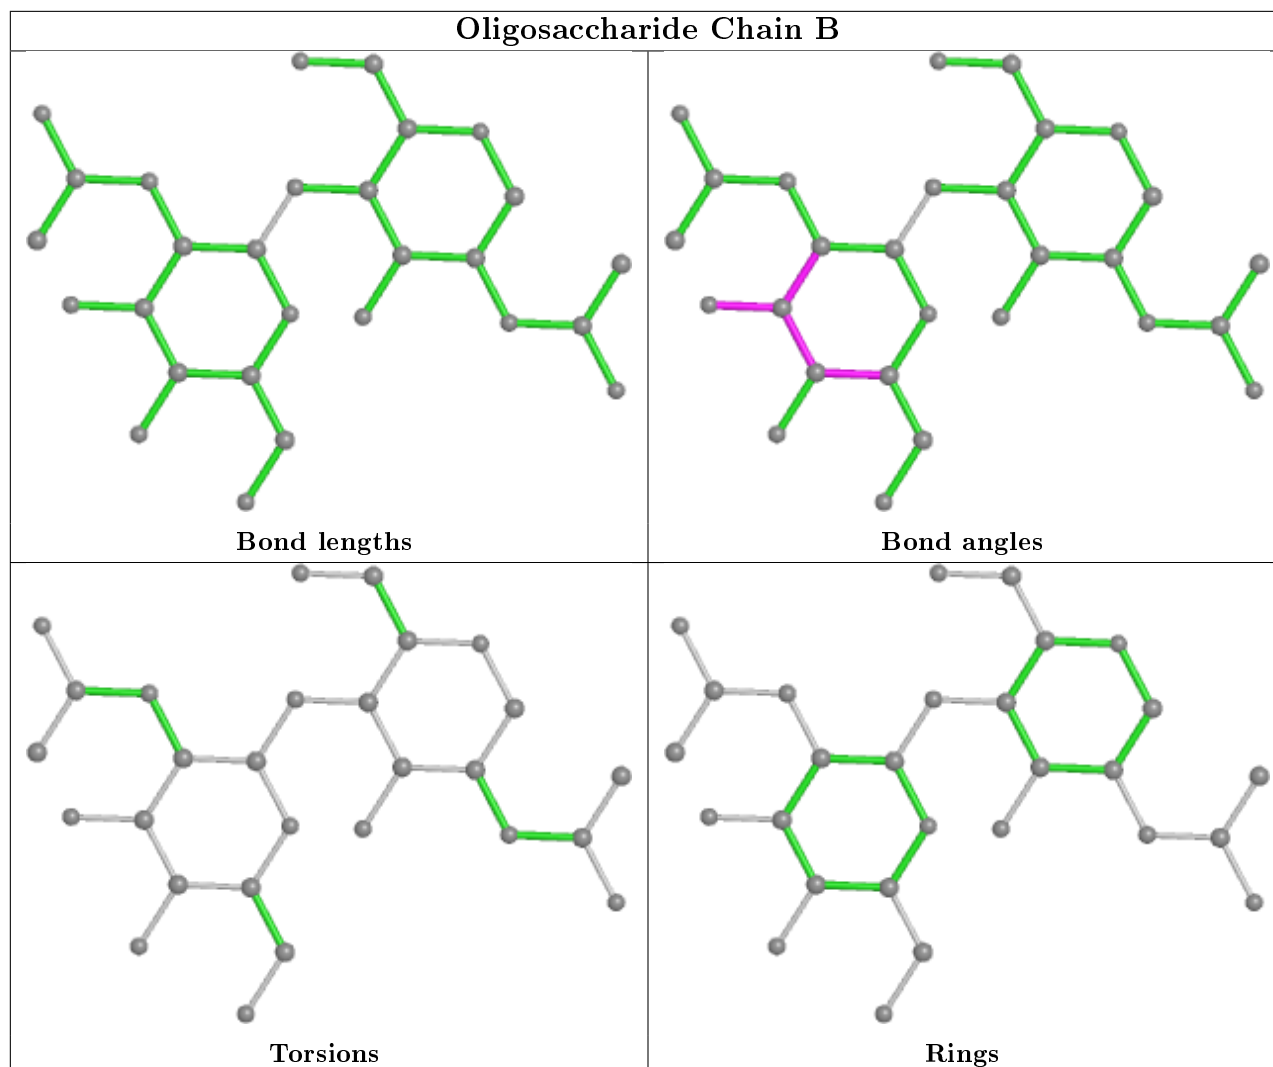 Oligosaccharide Chain B
Bond lengths
Bond angles
Torsions
Rings